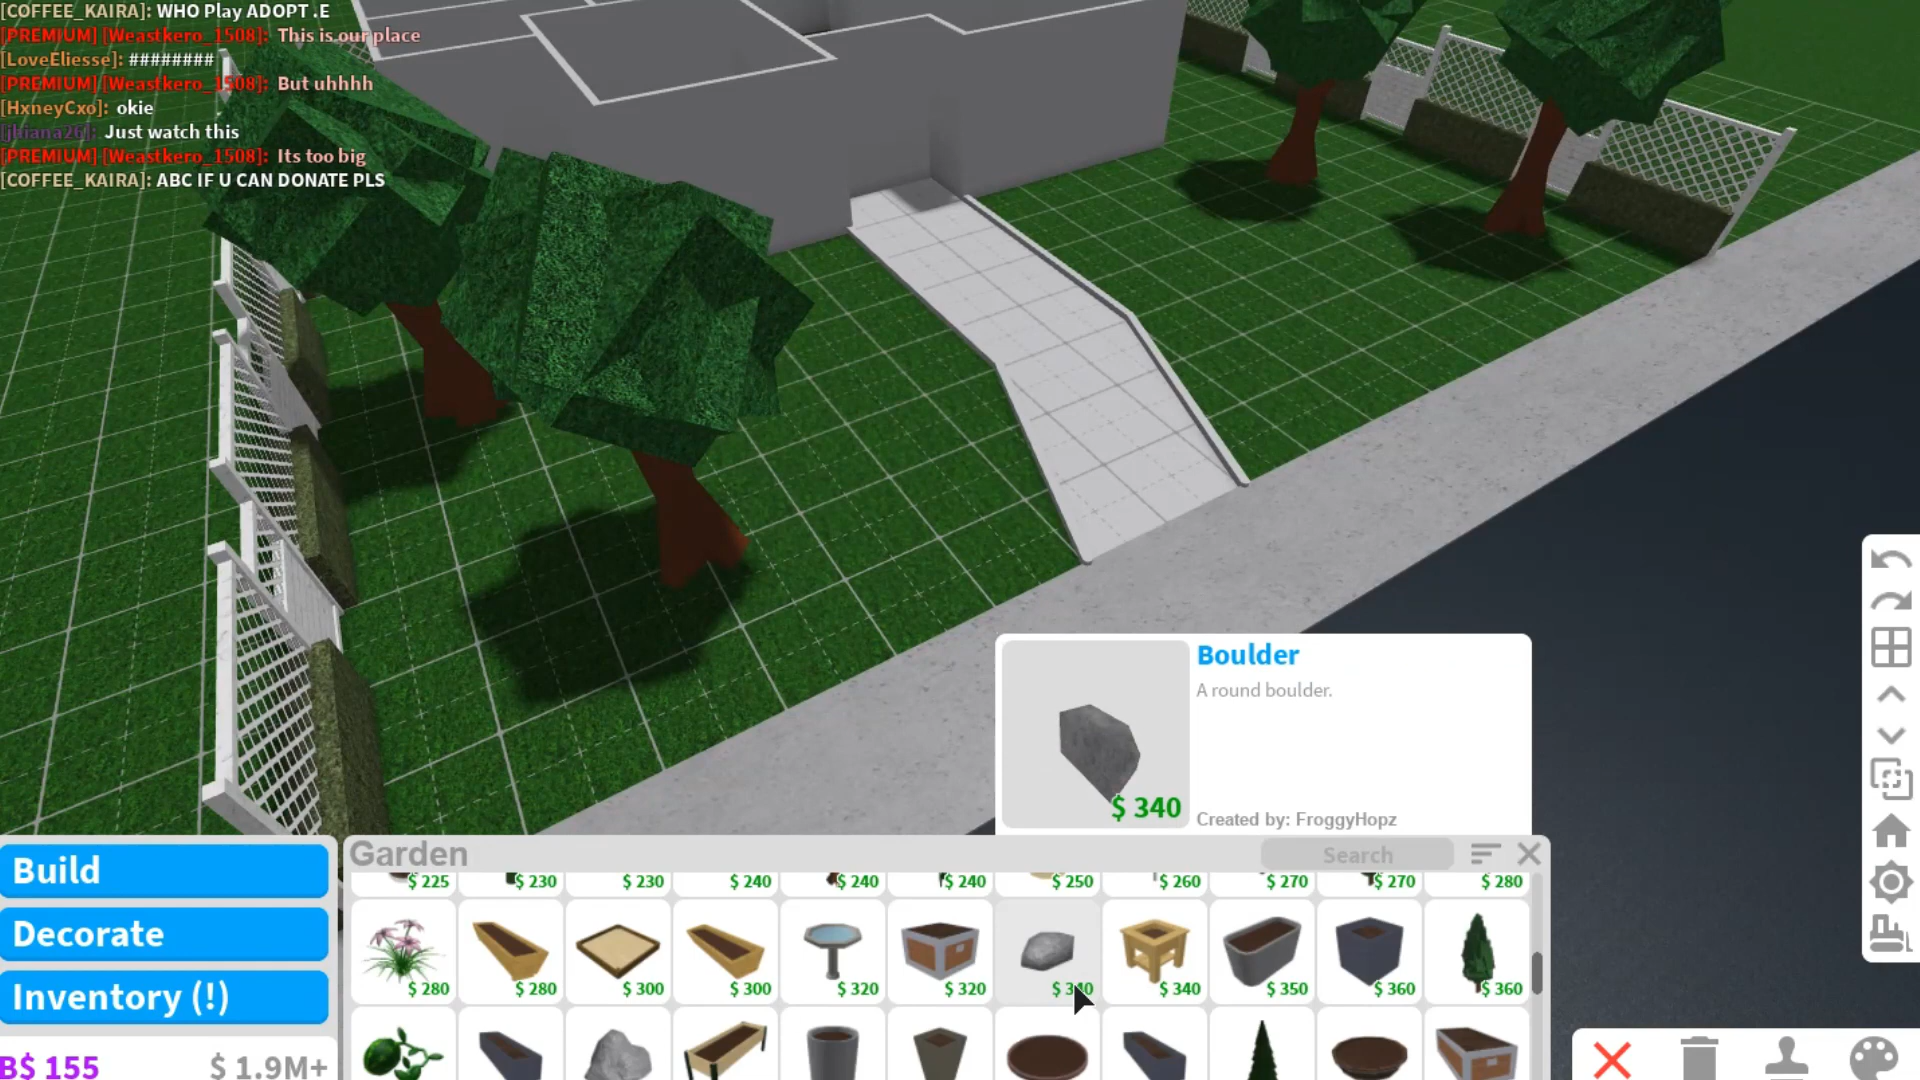 [COFFEE_KAIRA]: WHO Play ADOPT .E
[PREMIUM] [Weastkero_1508]: This is our place
[LoveEliesse]: ########
[PREMIUM] [Weastkero_1508]: But uhhhh
[HxneyCxo]: okie
[jhiana26]: Just watch this
[PREMIUM] [Weastkero_1508]: Its too big
[COFFEE_KAIRA]: ABC IF U CAN DONATE PLS
Boulder
A round boulder.
$ 340
Created by: FroggyHopz
Build
Decorate
Inventory (!)
B$ 155
$ 1.9M+
Garden
Search
$ 225 $ 230 $ 230 $ 240 $ 240 $ 240 $ 250 $ 260 $ 270 $ 270 $ 280
$ 280 $ 280 $ 300 $ 300 $ 320 $ 320 $ 340 $ 340 $ 350 $ 360 $ 360